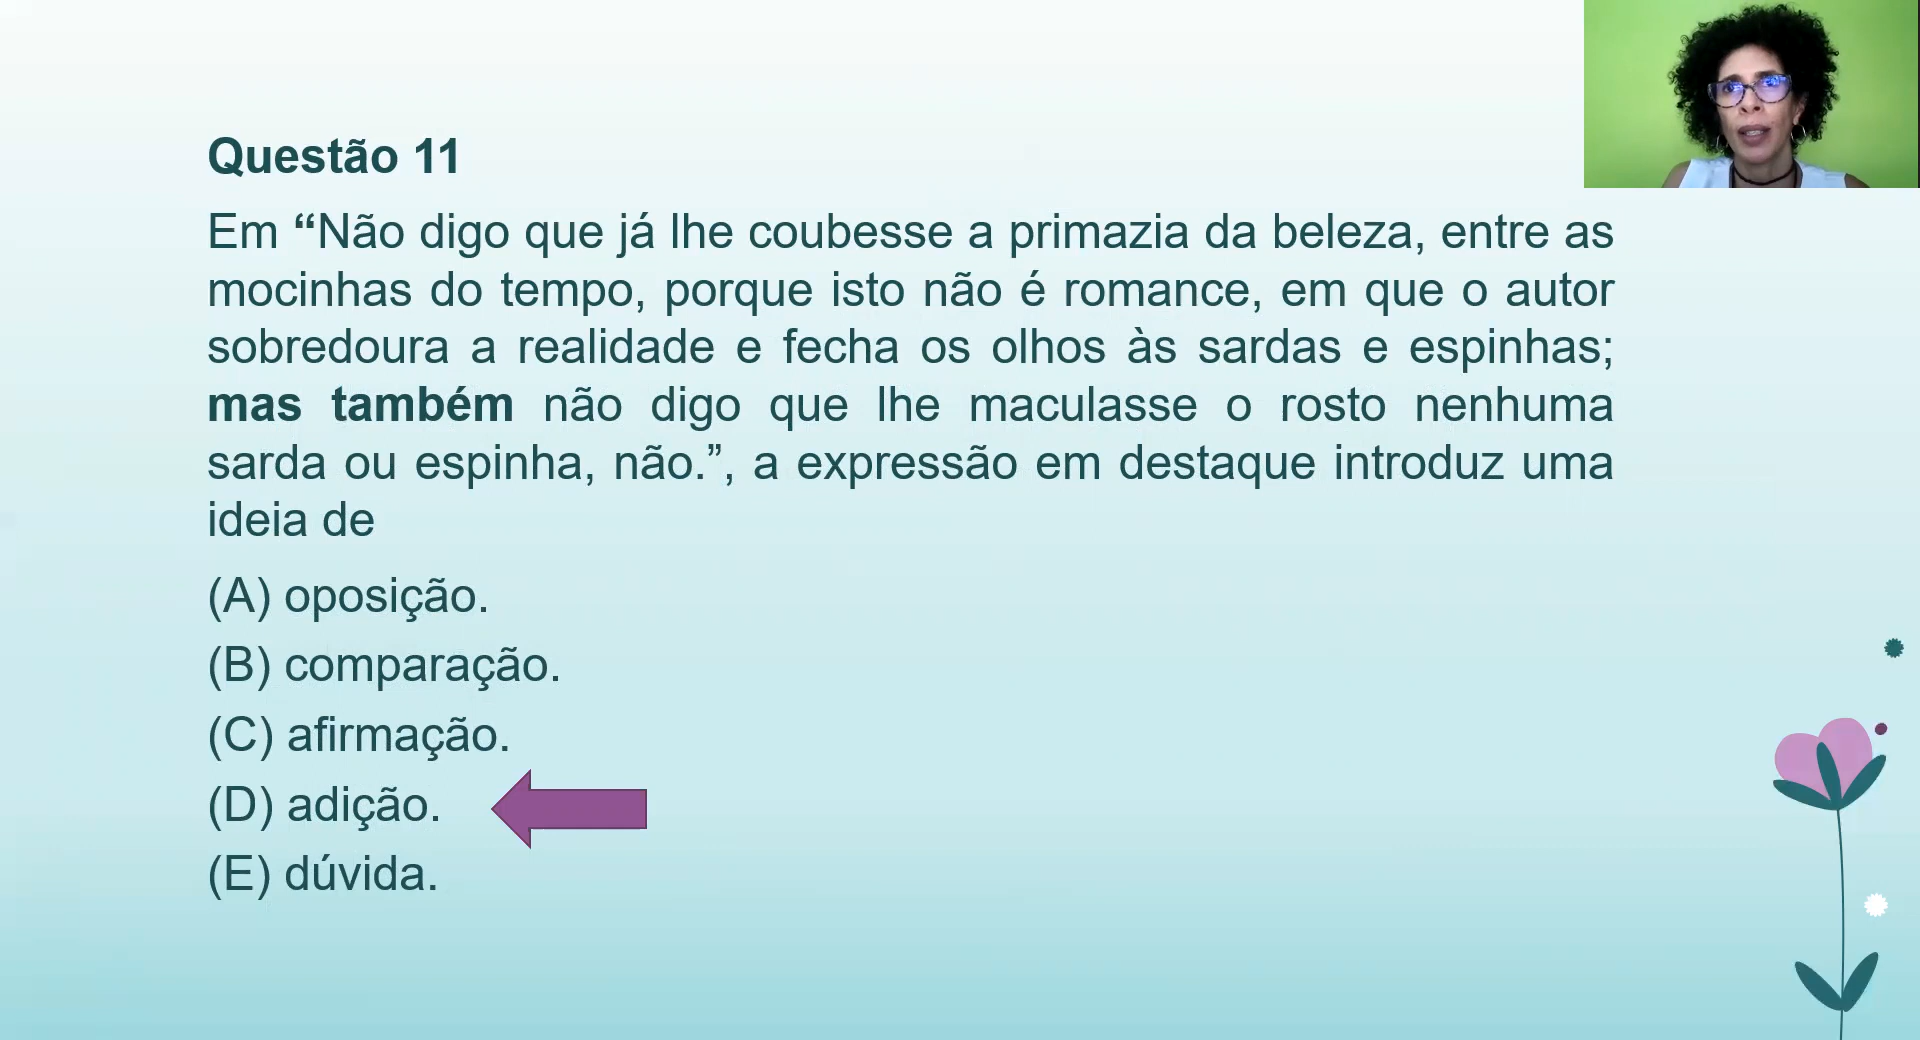 Questão 11
Em “Não digo que já lhe coubesse a primazia da beleza, entre as
mocinhas do tempo, porque isto não é romance, em que o autor
sobredoura a realidade e fecha os olhos às sardas e espinhas;
mas também não digo que lhe maculasse o rosto nenhuma
sarda ou espinha, não.”, a expressão em destaque introduz uma
ideia de
(A) oposição.
(B) comparação.
(C) afirmação.
(D) adição.
(E) dúvida.